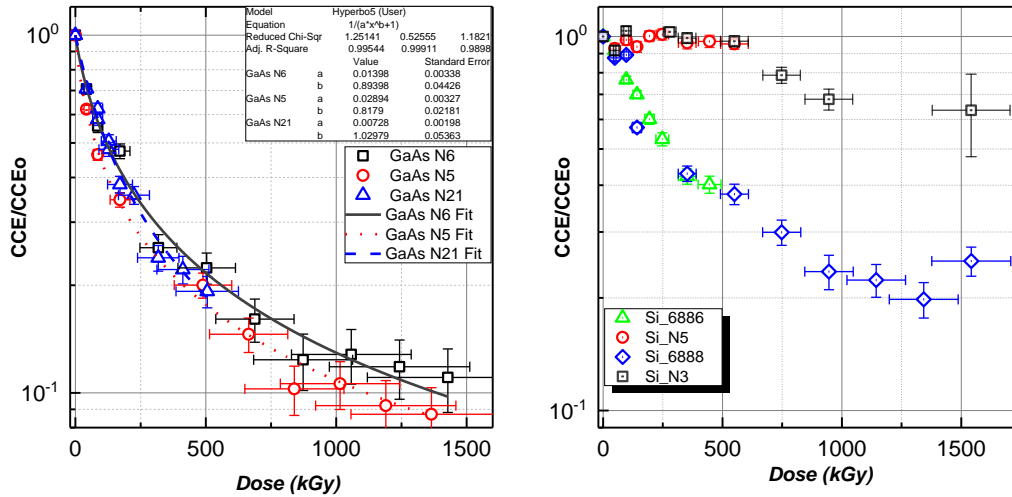 Model Hyperbo5 (User)
Equation 1/(a*x^b+1)
Reduced Chi-Sqr 1.25141 0.52555 1.1821
Adj. R-Square 0.99544 0.99911 0.9898
Value Standard Error
GaAs N6 a 0.01398 0.00338
b 0.89398 0.04426
GaAs N5 a 0.02894 0.00327
b 0.8179 0.02181
GaAs N21 a 0.00728 0.00198
b 1.02979 0.05363
GaAs N6
GaAs N5
GaAs N21
GaAs N6 Fit
GaAs N5 Fit
GaAs N21 Fit
10^0
10^-1
CCE/CCEo
0 500 1000 1500
Dose (kGy)
10^0
10^-1
CCE/CCEo
Si_6886
Si_N5
Si_6888
Si_N3
0 500 1000 1500
Dose (kGy)